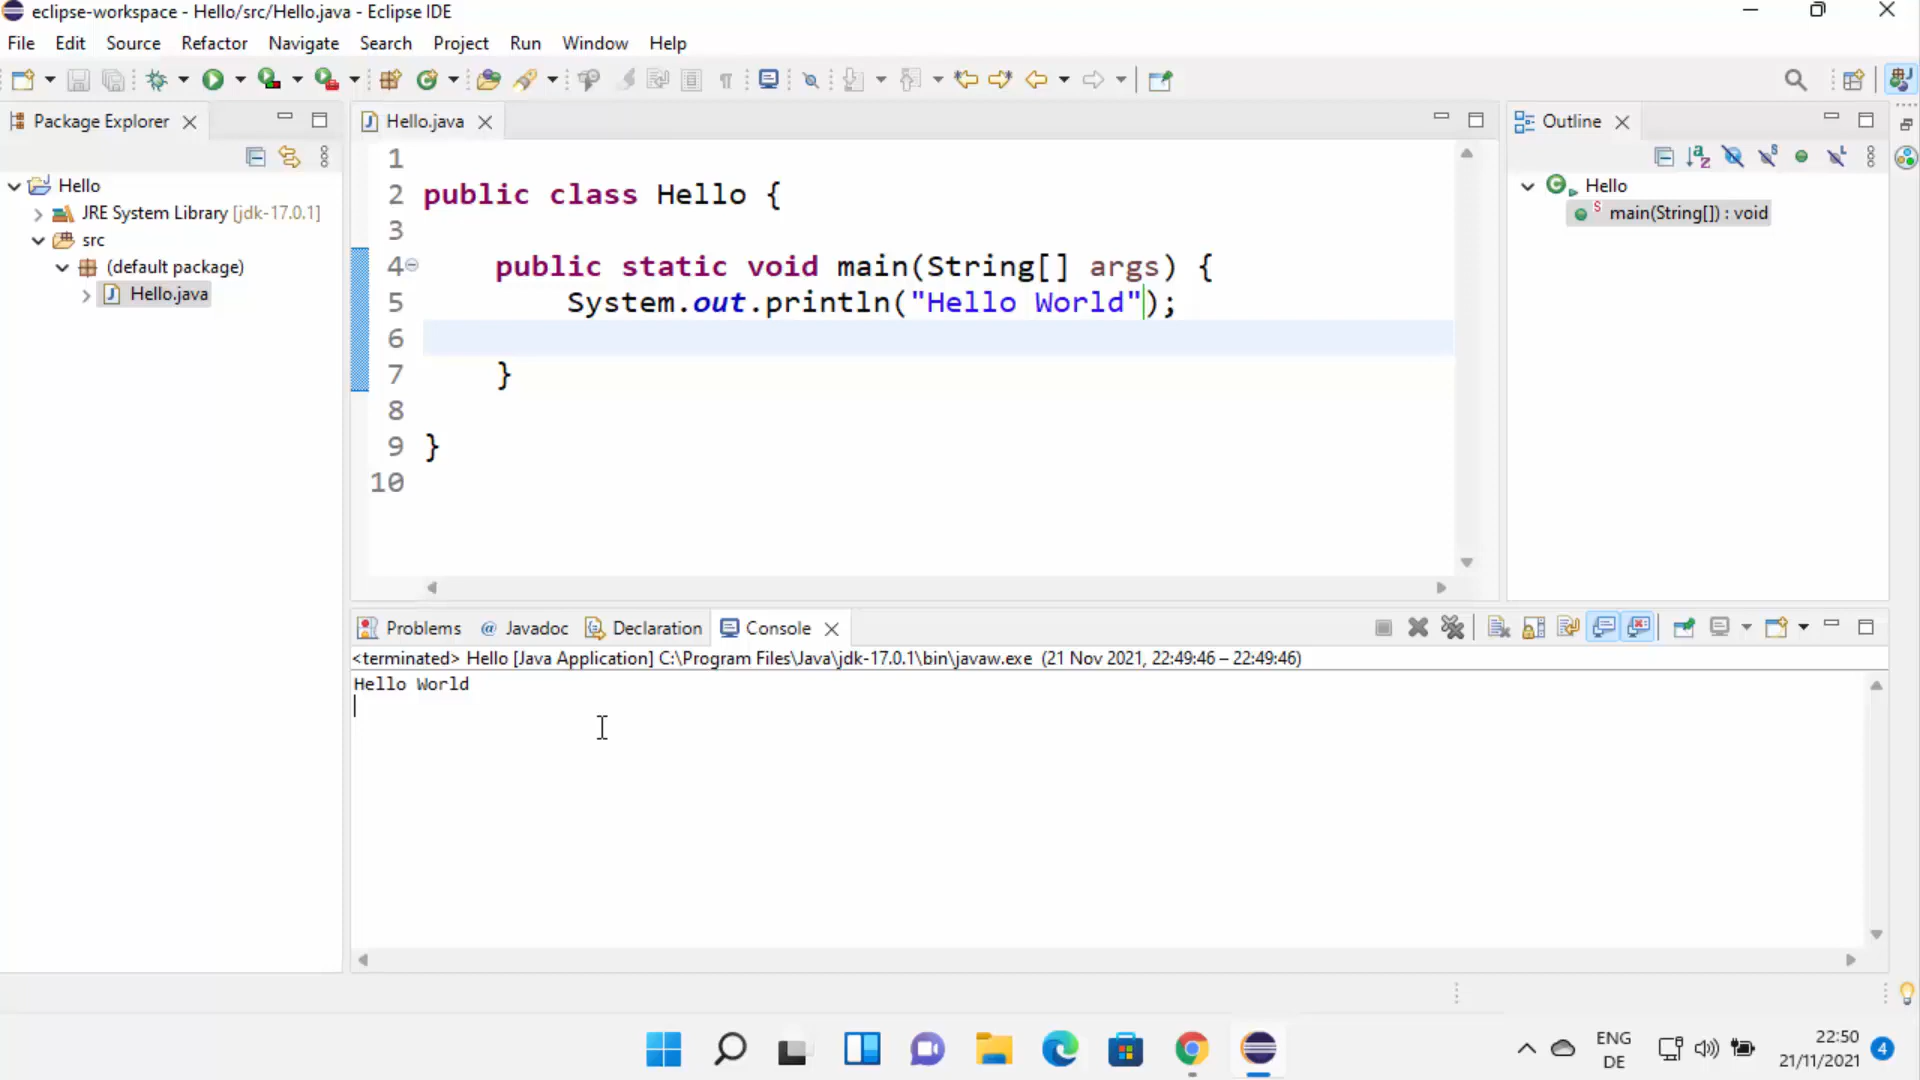 eclipse-workspace - Hello/src/Hello.java - Eclipse IDE
File Edit Source Refactor Navigate Search Project Run Window Help
Package Explorer
Hello.java
Outline
Hello
JRE System Library [jdk-17.0.1]
src
(default package)
Hello.java
1
2 public class Hello {
3
4 public static void main(String[] args) {
5 System.out.println("Hello World");
6
7 }
8
9 }
10
Hello
S main(String[]) : void
Problems @ Javadoc Declaration Console
<terminated> Hello [Java Application] C:\Program Files\Java\jdk-17.0.1\bin\javaw.exe (21 Nov 2021, 22:49:46 – 22:49:46)
Hello World
ENG
DE
22:50
21/11/2021
4